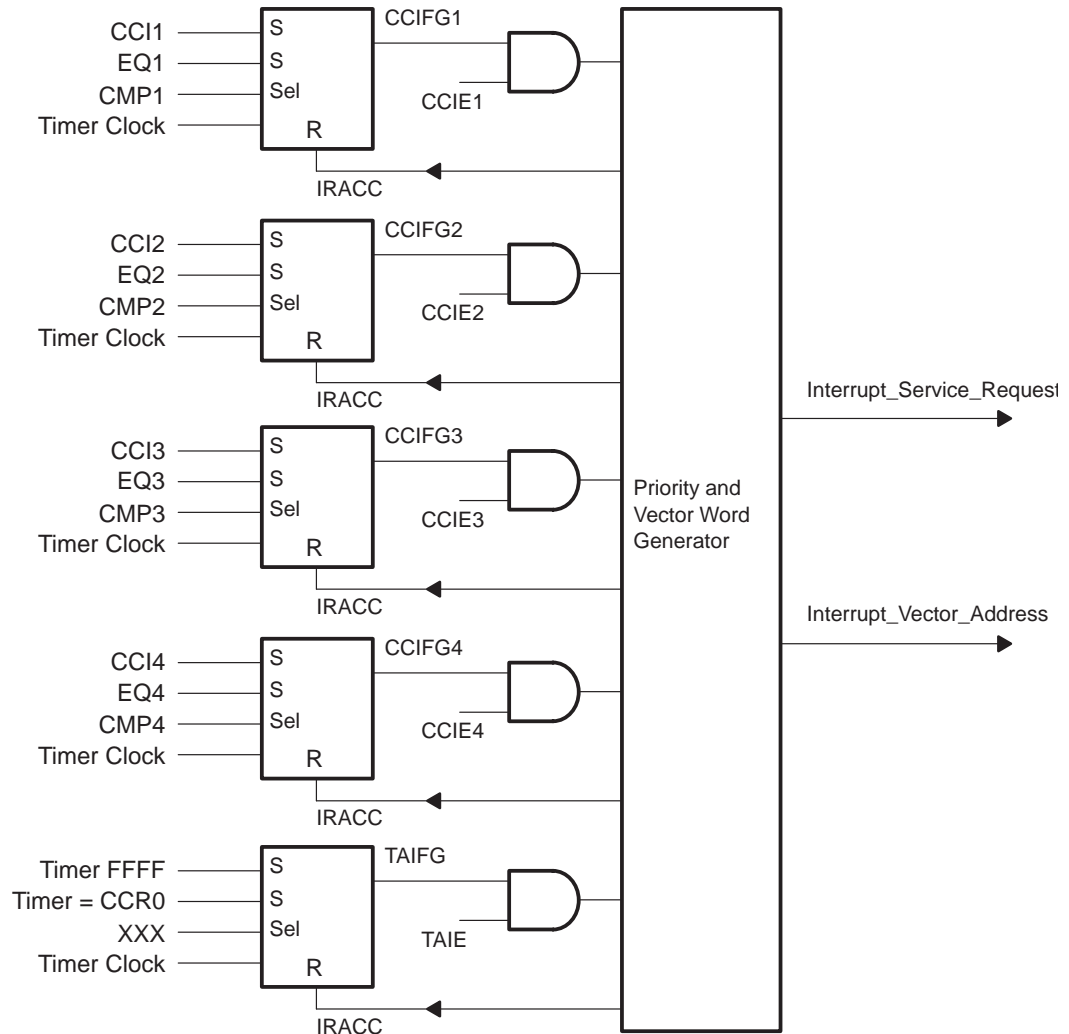 CCI1
EQ1
CMP1
Timer Clock
S
S
Sel
R
CCIFG1
CCIE1
IRACC
CCI2
EQ2
CMP2
Timer Clock
S
S
Sel
R
CCIFG2
CCIE2
IRACC
CCI3
EQ3
CMP3
Timer Clock
S
S
Sel
R
CCIFG3
CCIE3
IRACC
CCI4
EQ4
CMP4
Timer Clock
S
S
Sel
R
CCIFG4
CCIE4
IRACC
Timer FFFF
Timer = CCR0
XXX
Timer Clock
S
S
Sel
R
TAIFG
TAIE
IRACC
Priority and
Vector Word
Generator
Interrupt_Service_Request
Interrupt_Vector_Address